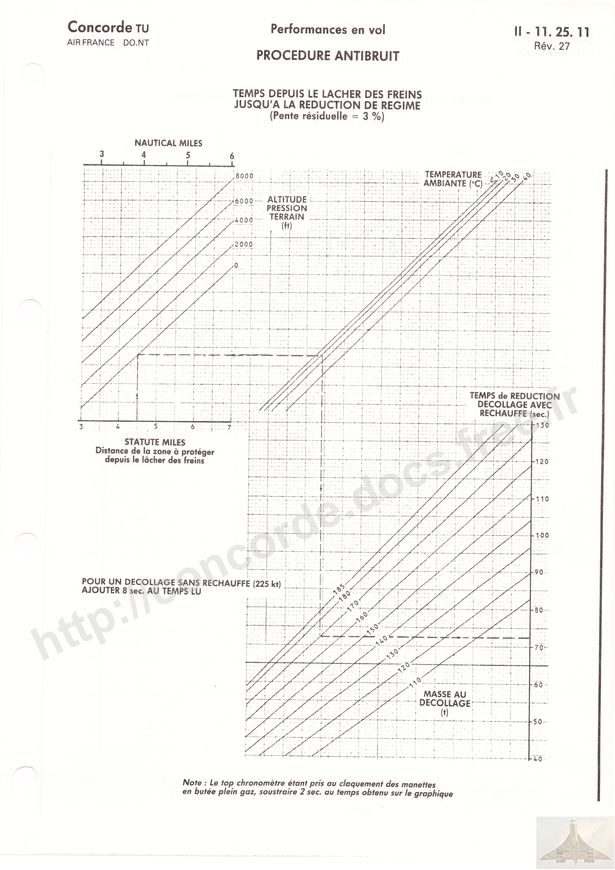 Concorde TU
AIR FRANCE DO.NT
Performances en vol
PROCEDURE ANTIBRUIT
II - 11. 25. 11
Rév. 27
TEMPS DEPUIS LE LACHER DES FREINS
JUSQU'A LA REDUCTION DE REGIME
(Pente résiduelle = 3 %)
NAUTICAL MILES
3 4 5 6
8000
6000
4000
2000
0
ALTITUDE
PRESSION
TERRAIN
(ft)
TEMPERATURE
AMBIANTE (°C)
<10 20 30 40
3 4 5 6 7
STATUTE MILES
Distance de la zone à protéger
depuis le lâcher des freins
TEMPS de REDUCTION
DECOLLAGE AVEC
RECHAUFFE (sec.)
130
120
110
100
90
80
70
60
50
40
POUR UN DECOLLAGE SANS RECHAUFFE (225 kt)
AJOUTER 8 sec. AU TEMPS LU
185
180
170
160
150
140
130
120
110
MASSE AU
DECOLLAGE
(t)
Note : Le top chronomètre étant pris au claquement des manettes
en butée plein gaz, soustraire 2 sec. au temps obtenu sur le graphique
http://concorde.docs.free.fr